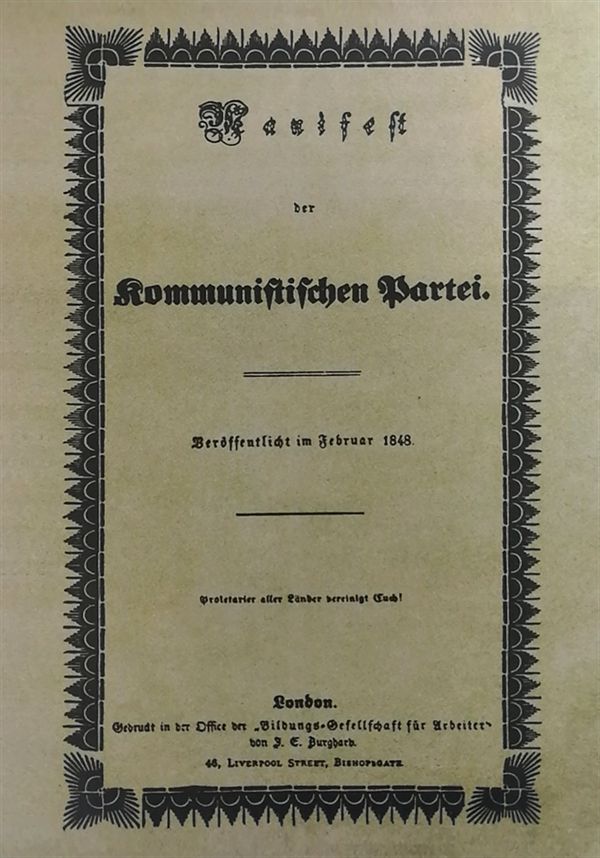 Manifest
der
Kommunistischen Partei.
Veröffentlicht im Februar 1848.
Proletarier aller Länder vereinigt Euch!
London.
Gedruckt in der Office der „Bildungs-Gesellschaft für Arbeiter"
von J. E. Burghard.
46, LIVERPOOL STREET, BISHOPSGATE.